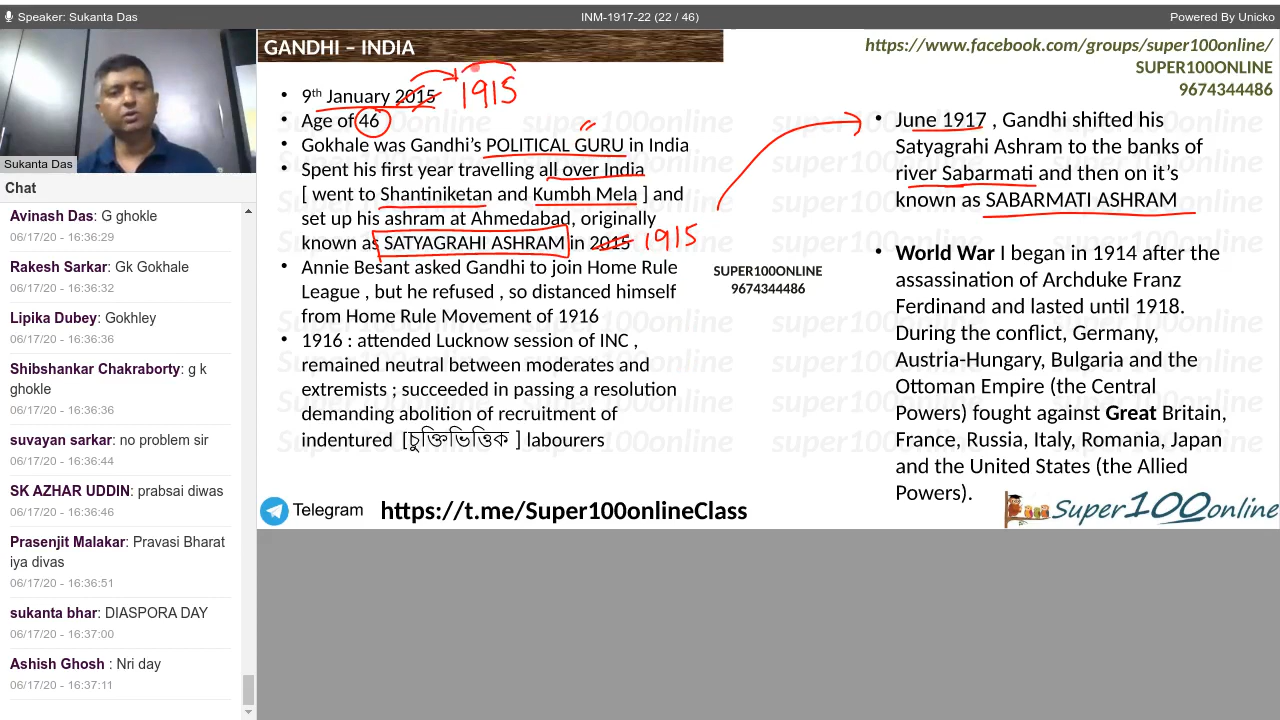 Speaker: Sukanta Das
INM-1917-22 (22 / 46)
Powered By Unicko
Sukanta Das
Chat
Avinash Das: G ghokle
06/17/20 - 16:36:29
Rakesh Sarkar: Gk Gokhale
06/17/20 - 16:36:32
Lipika Dubey: Gokhley
06/17/20 - 16:36:36
Shibshankar Chakraborty: g k
ghokle
06/17/20 - 16:36:36
suvayan sarkar: no problem sir
06/17/20 - 16:36:44
SK AZHAR UDDIN: prabsai diwas
06/17/20 - 16:36:46
Prasenjit Malakar: Pravasi Bharat
iya divas
06/17/20 - 16:36:51
sukanta bhar: DIASPORA DAY
06/17/20 - 16:37:00
Ashish Ghosh : Nri day
06/17/20 - 16:37:11
GANDHI – INDIA
• 9th January 2015 1915
• Age of 46
• Gokhale was Gandhi's POLITICAL GURU in India
• Spent his first year travelling all over India
[ went to Shantiniketan and Kumbh Mela ] and
set up his ashram at Ahmedabad, originally
known as SATYAGRAHI ASHRAM in 2015 1915
• Annie Besant asked Gandhi to join Home Rule
League , but he refused , so distanced himself
from Home Rule Movement of 1916
• 1916 : attended Lucknow session of INC ,
remained neutral between moderates and
extremists ; succeeded in passing a resolution
demanding abolition of recruitment of
indentured [চুক্তিভিত্তিক ] labourers
SUPER100ONLINE
9674344486
https://www.facebook.com/groups/super100online/
SUPER100ONLINE
9674344486
• June 1917 , Gandhi shifted his
Satyagrahi Ashram to the banks of
river Sabarmati and then on it's
known as SABARMATI ASHRAM
• World War I began in 1914 after the
assassination of Archduke Franz
Ferdinand and lasted until 1918.
During the conflict, Germany,
Austria-Hungary, Bulgaria and the
Ottoman Empire (the Central
Powers) fought against Great Britain,
France, Russia, Italy, Romania, Japan
and the United States (the Allied
Powers).
Telegram https://t.me/Super100onlineClass
Super100online